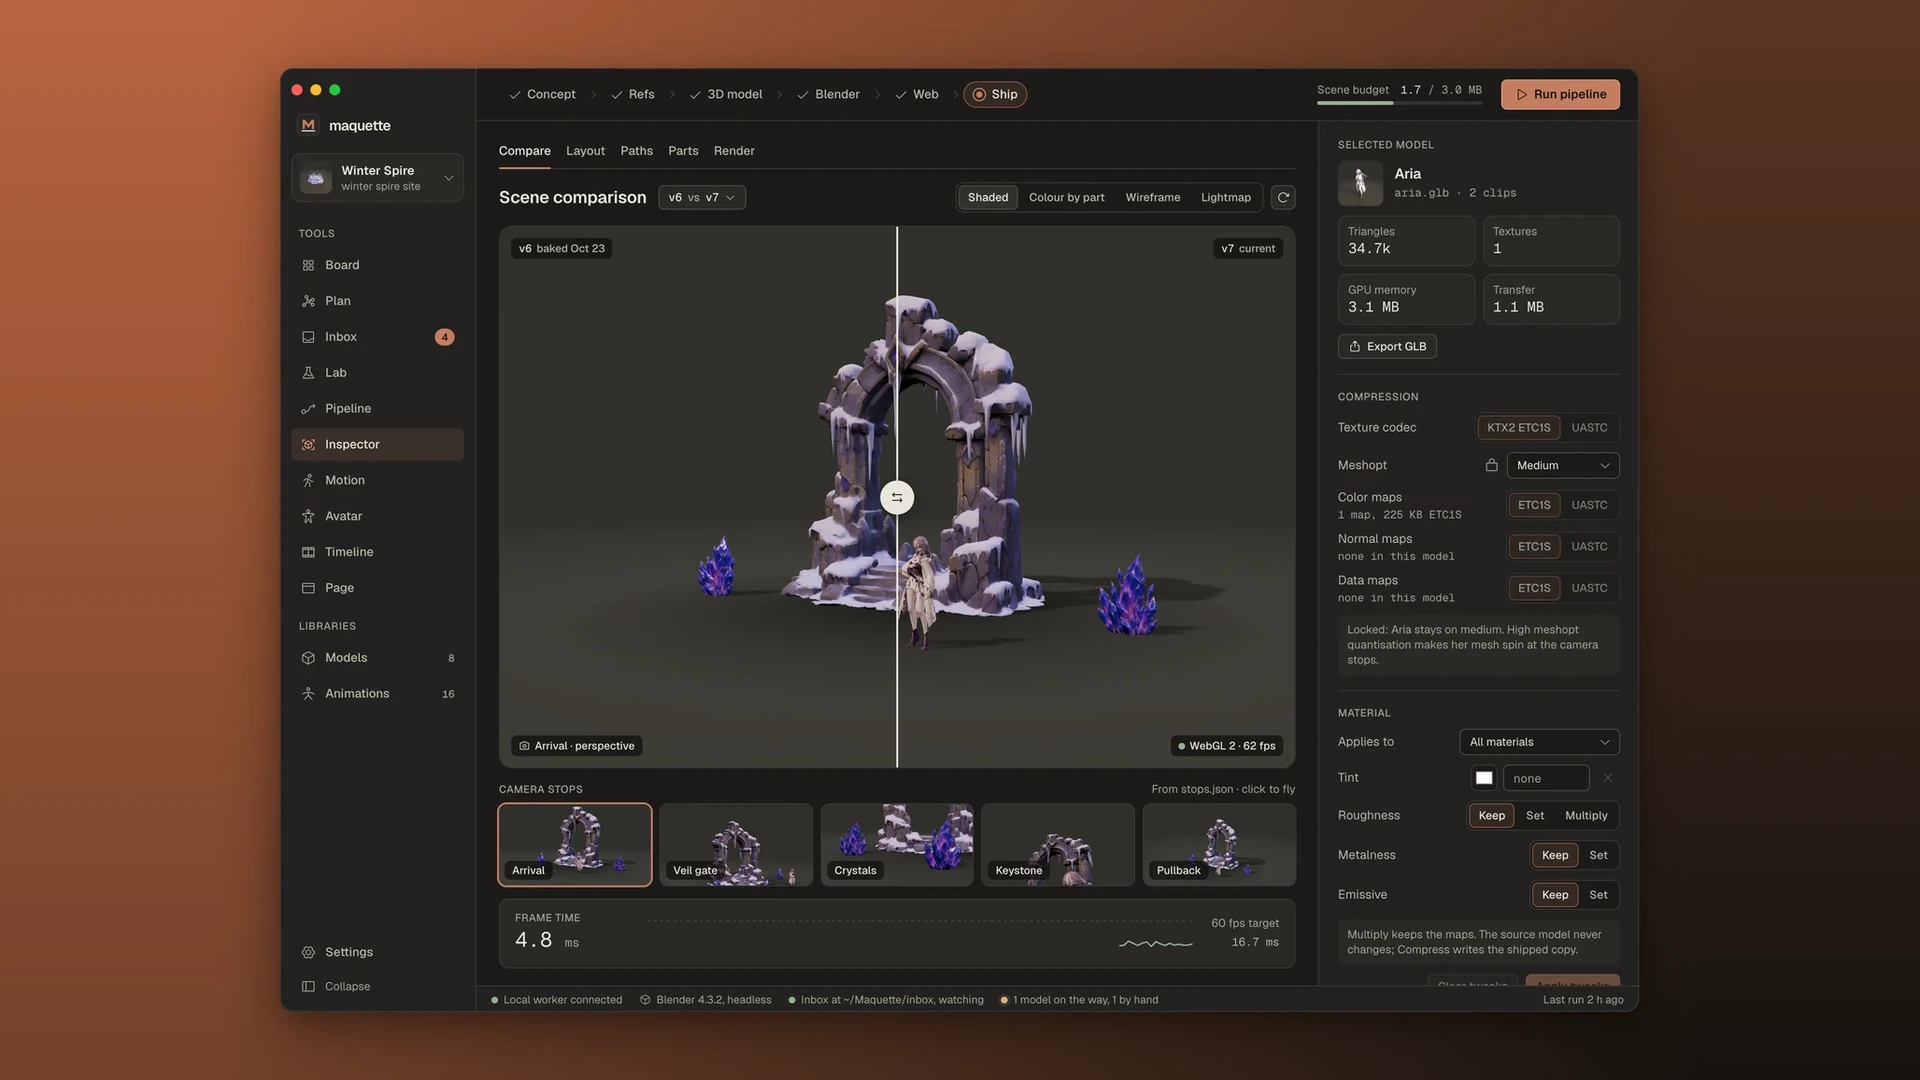 Concept
Refs
3D model
Blender
Web
Ship
Scene budget 1.7 / 3.0 MB
Run pipeline
M maquette
Winter Spire
winter spire site
TOOLS
Board
Plan
Inbox 4
Lab
Pipeline
Inspector
Motion
Avatar
Timeline
Page
LIBRARIES
Models 8
Animations 16
Settings
Collapse
Compare Layout Paths Parts Render
Scene comparison v6 vs v7
Shaded Colour by part Wireframe Lightmap
v6 baked Oct 23
v7 current
Arrival · perspective
WebGL 2 · 62 fps
CAMERA STOPS
From stops.json · click to fly
Arrival
Veil gate
Crystals
Keystone
Pullback
FRAME TIME
4.8 ms
60 fps target
16.7 ms
SELECTED MODEL
Aria
aria.glb · 2 clips
Triangles
34.7k
Textures
1
GPU memory
3.1 MB
Transfer
1.1 MB
Export GLB
COMPRESSION
Texture codec KTX2 ETC1S UASTC
Meshopt Medium
Color maps
1 map, 225 KB ETC1S
ETC1S UASTC
Normal maps
none in this model
ETC1S UASTC
Data maps
none in this model
ETC1S UASTC
Locked: Aria stays on medium. High meshopt
quantisation makes her mesh spin at the camera
stops.
MATERIAL
Applies to All materials
Tint none
Roughness Keep Set Multiply
Metalness Keep Set
Emissive Keep Set
Multiply keeps the maps. The source model never
changes; Compress writes the shipped copy.
Clear tweaks Apply tweaks
Local worker connected
Blender 4.3.2, headless
Inbox at ~/Maquette/inbox, watching
1 model on the way, 1 by hand
Last run 2 h ago